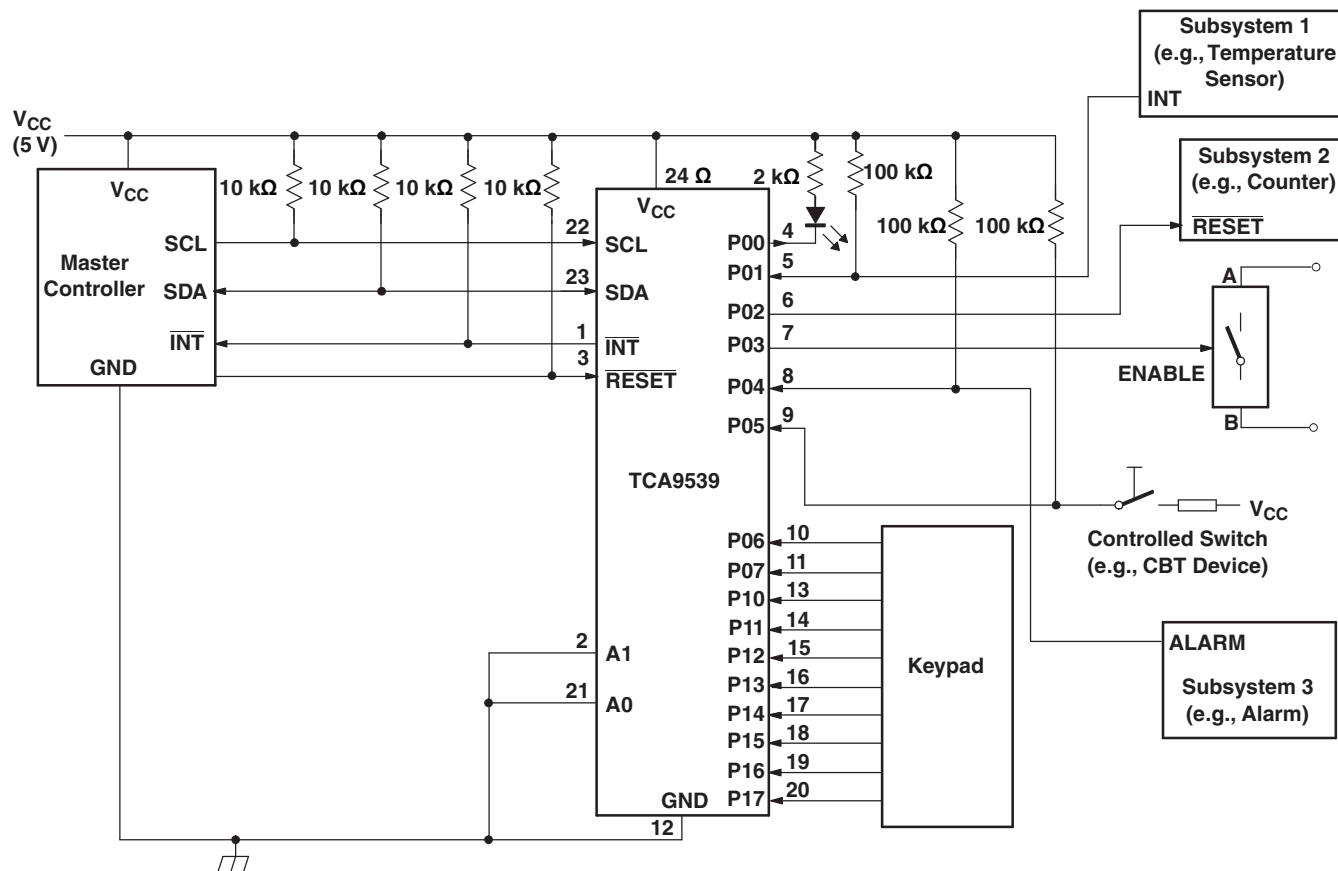 Subsystem 1
(e.g., Temperature
Sensor)
INT
VCC
(5 V)
Subsystem 2
(e.g., Counter)
RESET
VCC
10 kΩ
10 kΩ
10 kΩ
10 kΩ
24 Ω
2 kΩ
100 kΩ
100 kΩ
100 kΩ
VCC
SCL
22
SCL
P00
4
Master
Controller
SDA
23
SDA
P01
5
INT
1
INT
P02
6
GND
3
RESET
P03
7
A
ENABLE
B
P04
8
P05
9
TCA9539
VCC
Controlled Switch
(e.g., CBT Device)
P06
10
P07
11
P10
13
P11
14
P12
15
P13
16
P14
17
P15
18
P16
19
P17
20
Keypad
2
A1
21
A0
GND
12
ALARM
Subsystem 3
(e.g., Alarm)